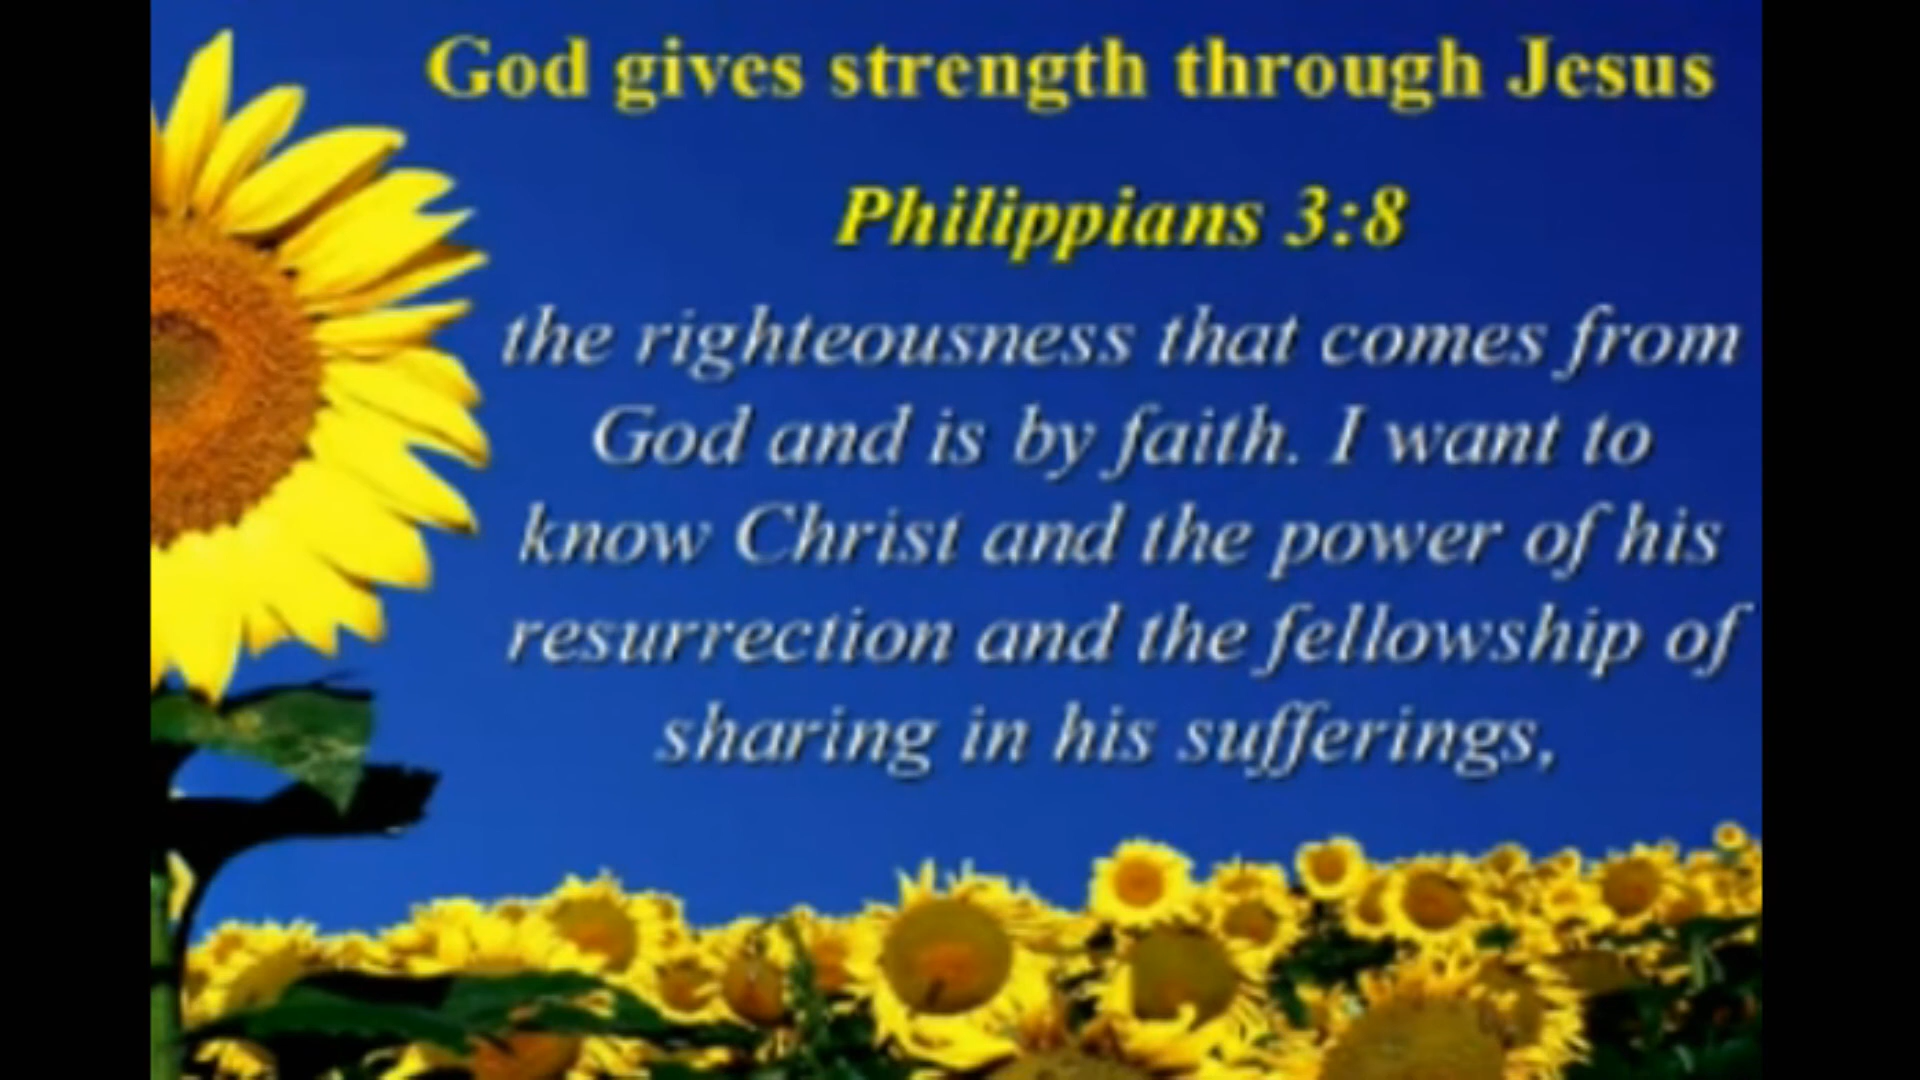 God gives strength through Jesus
Philippians 3:8
the righteousness that comes from
God and is by faith. I want to
know Christ and the power of his
resurrection and the fellowship of
sharing in his sufferings,